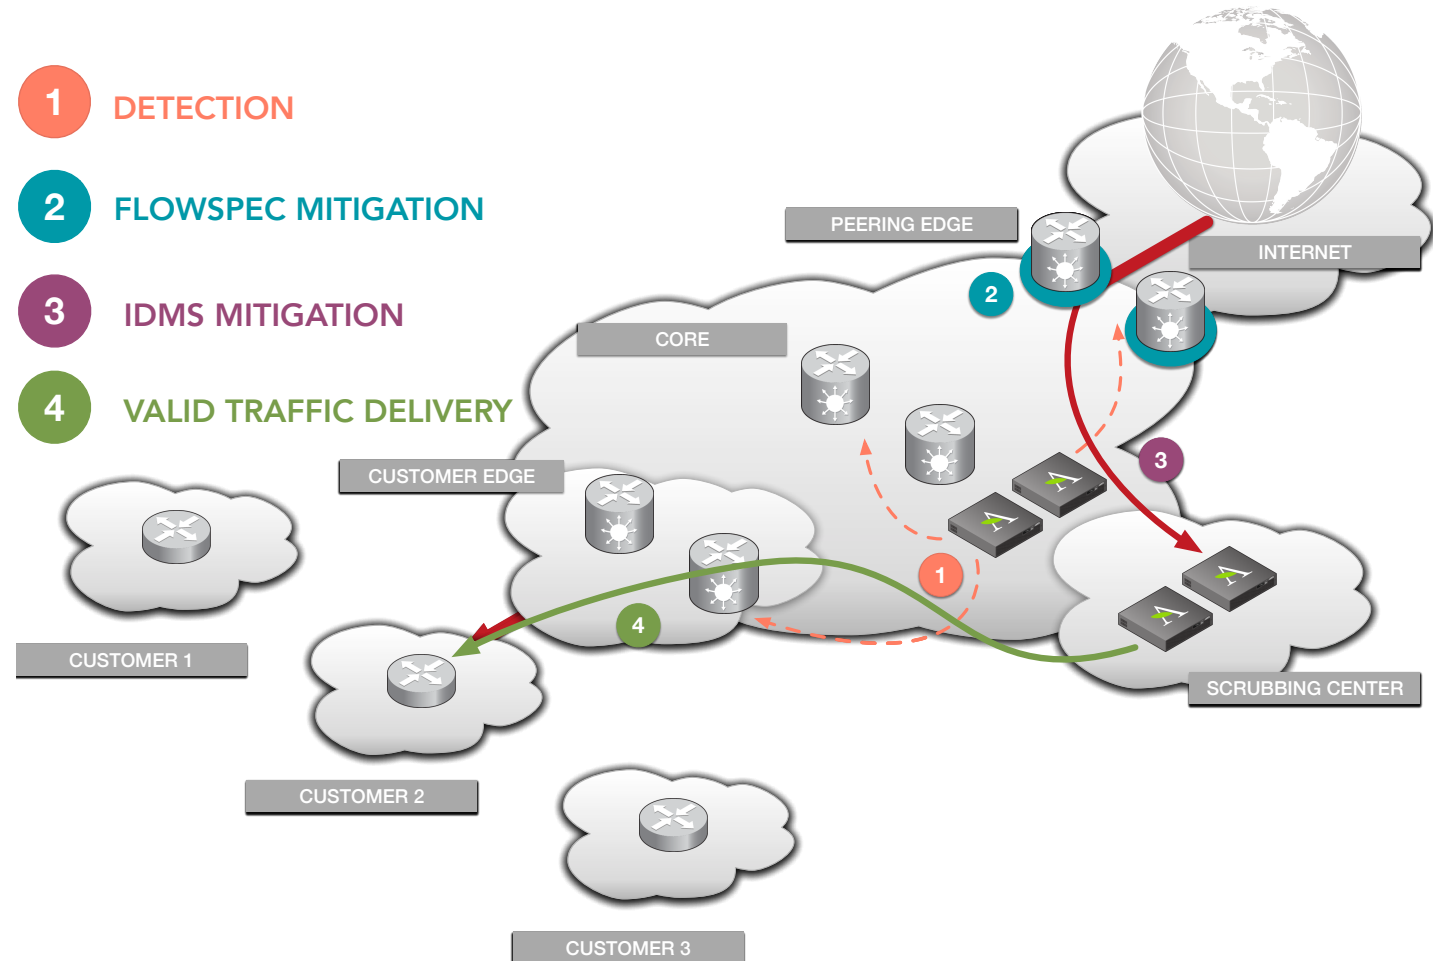 1 DETECTION
2 FLOWSPEC MITIGATION
3 IDMS MITIGATION
4 VALID TRAFFIC DELIVERY
PEERING EDGE
INTERNET
2
CORE
3
CUSTOMER EDGE
A
A
1
A
A
4
CUSTOMER 1
SCRUBBING CENTER
CUSTOMER 2
CUSTOMER 3